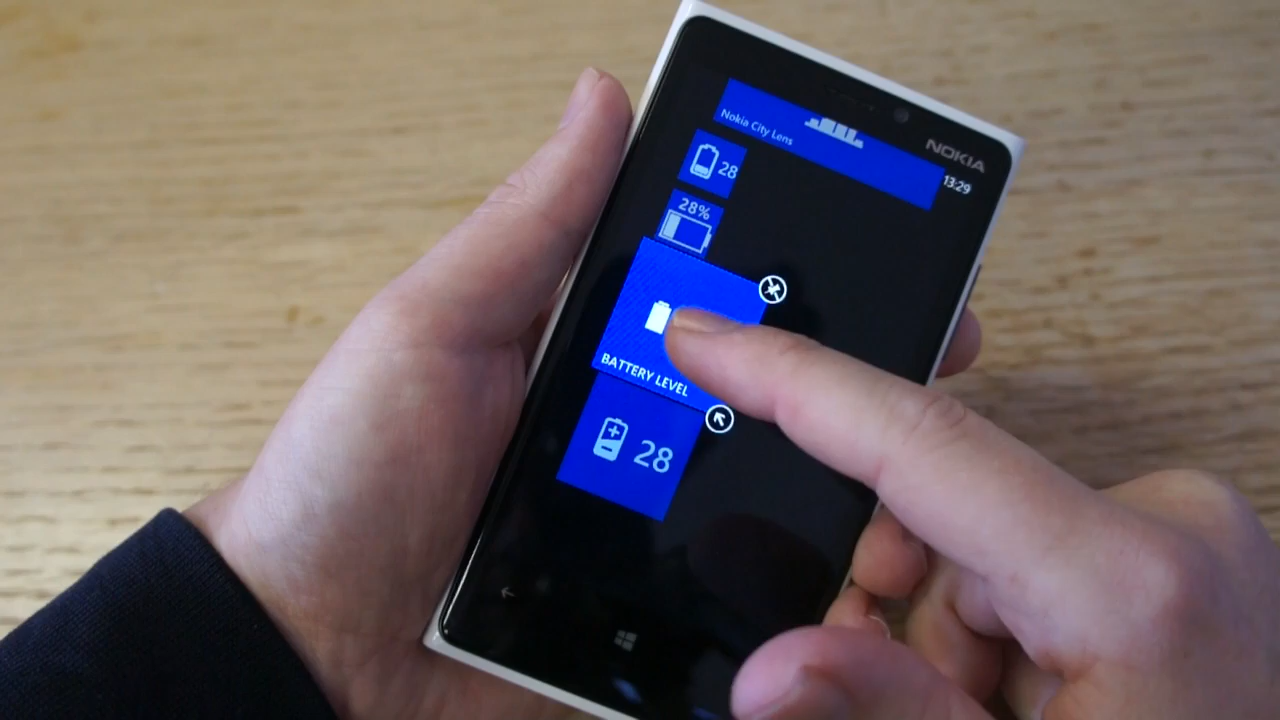 NOKIA
13:29
Nokia City Lens
28
28%
BATTERY LEVEL
28